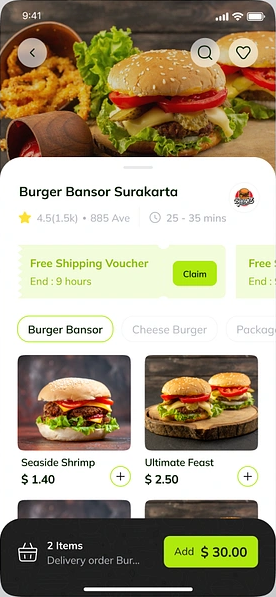 9:41
Burger Bansor Surakarta
4.5(1.5k) • 885 Ave 25 - 35 mins
Free Shipping Voucher
End : 9 hours
Claim
Free S
End :
Burger Bansor
Cheese Burger
Package
Seaside Shrimp
$ 1.40
Ultimate Feast
$ 2.50
2 Items
Delivery order Bur...
Add $ 30.00